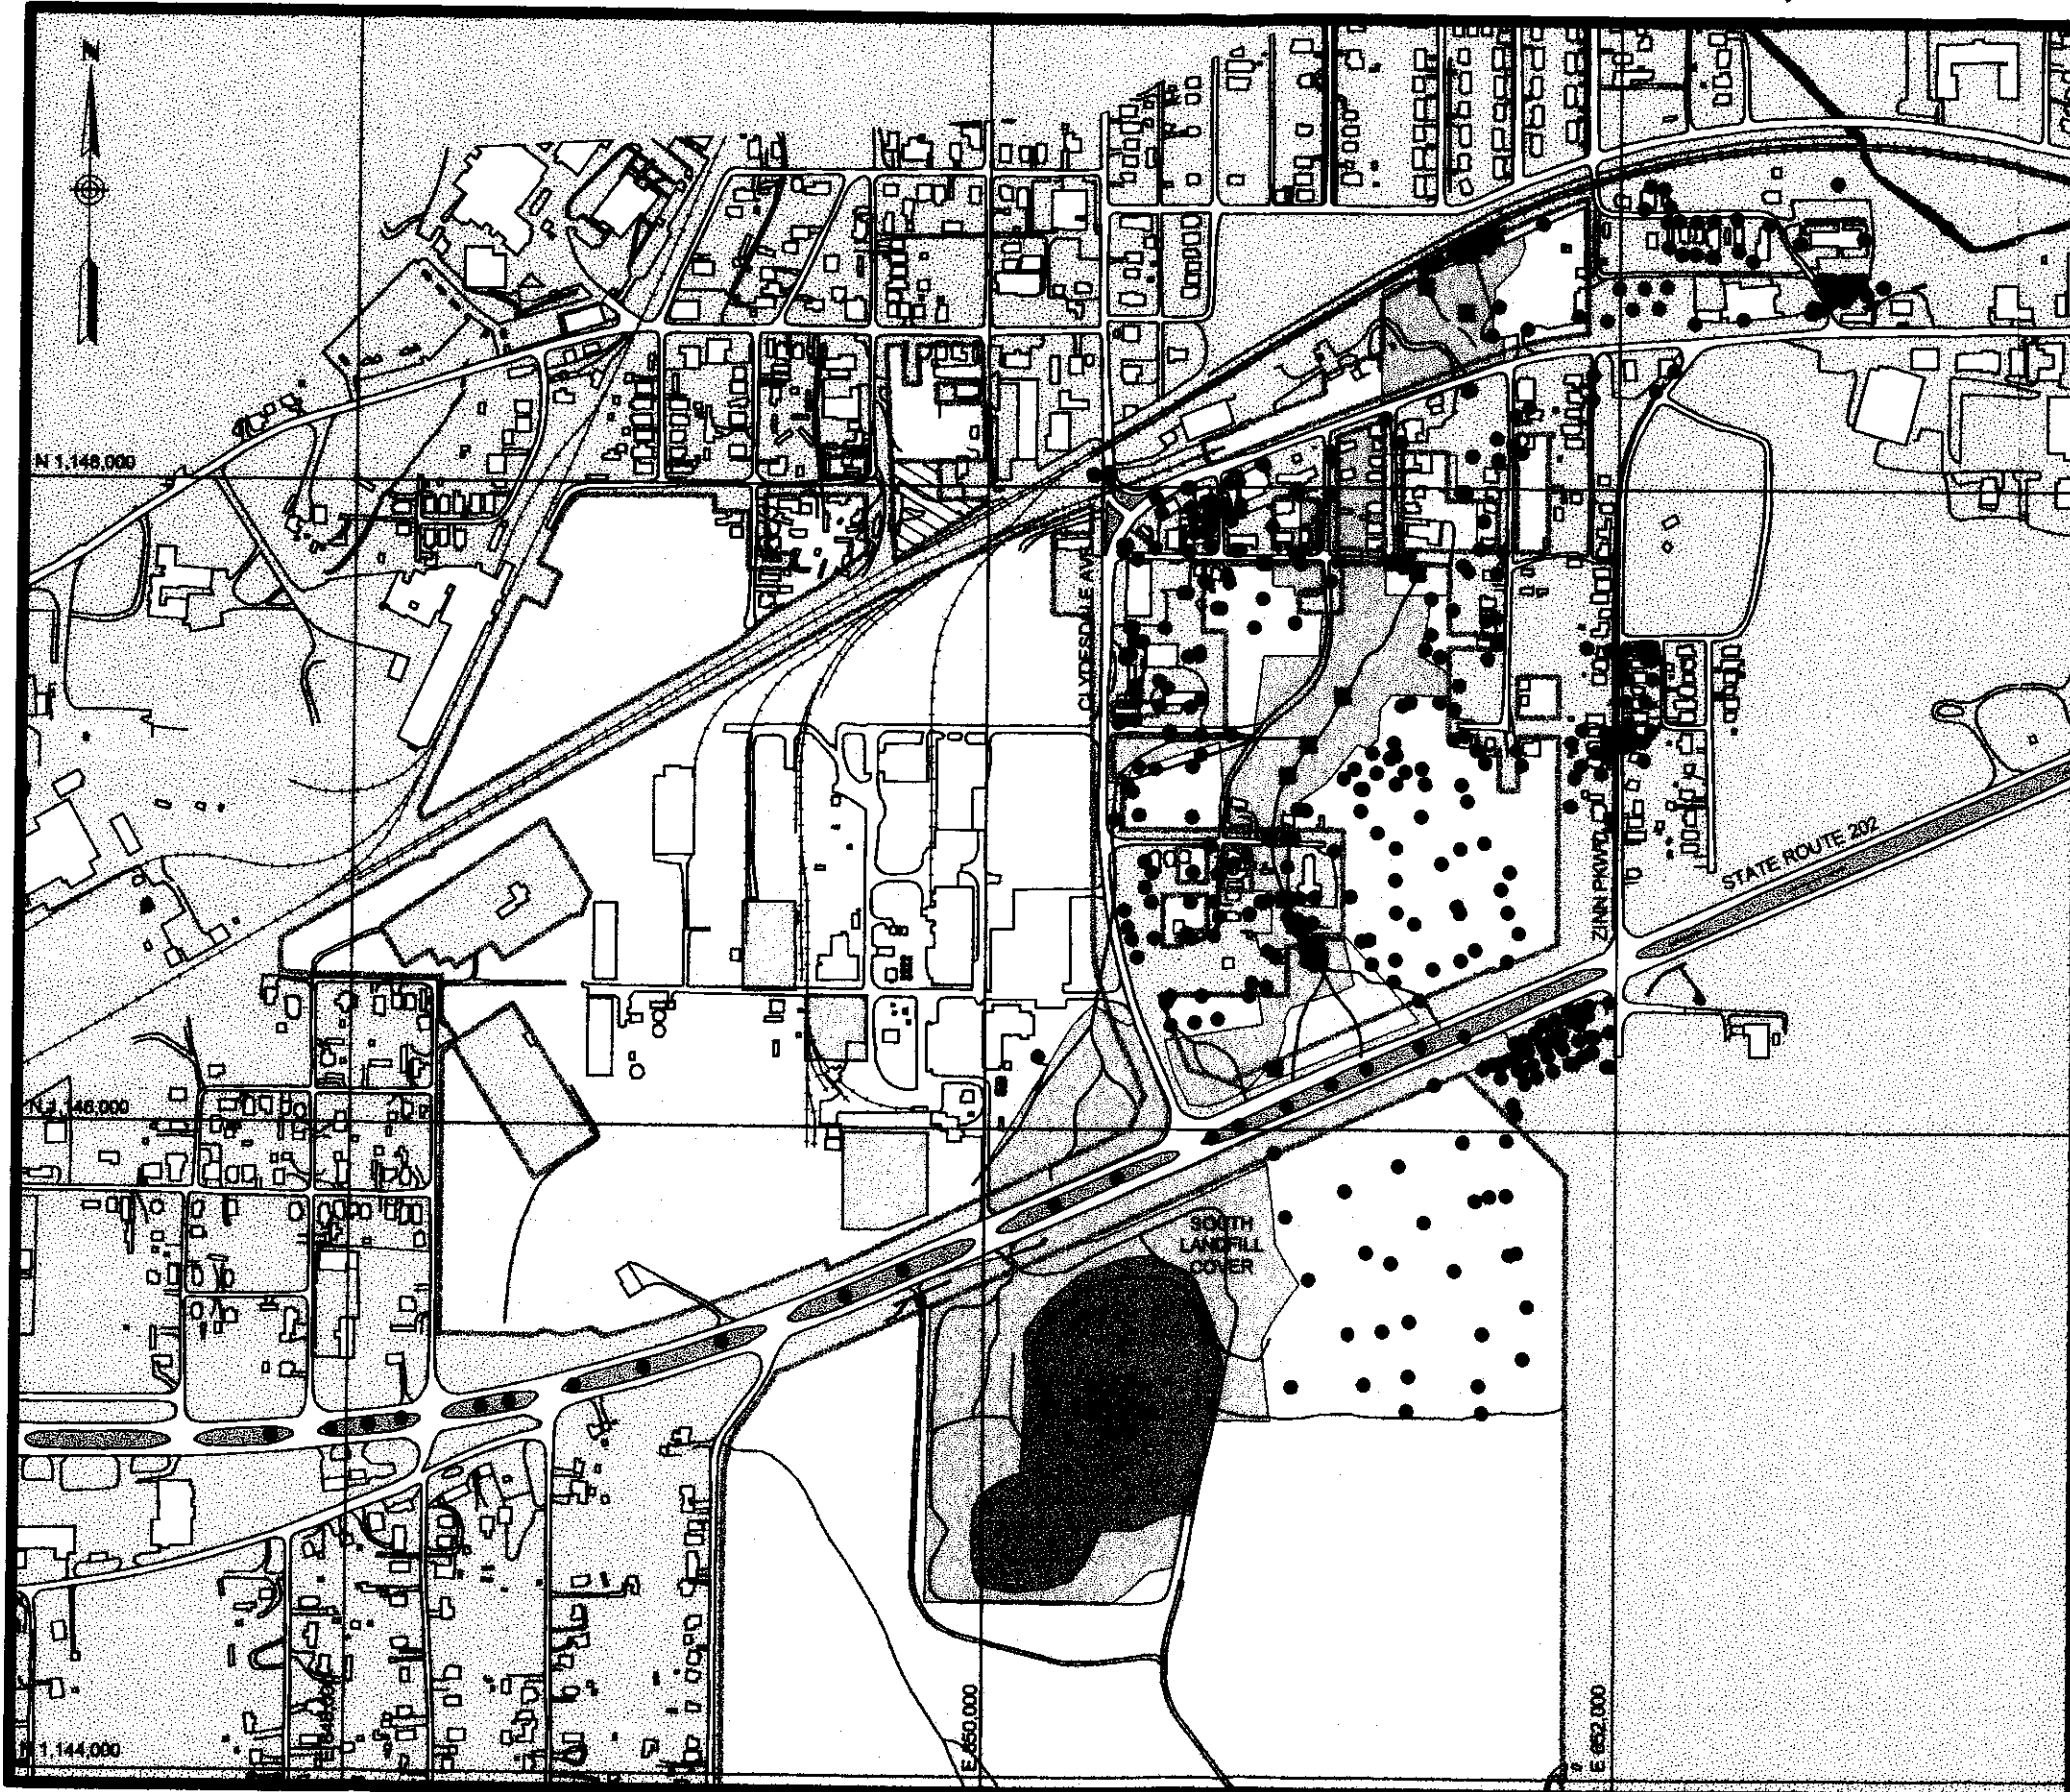 N
N 1,148,000
CLYDESDALE AVE
STATE ROUTE 202
ZINN PKWY
N 1,146,000
SOUTH
LANDFILL
COVER
E 650,000
E 652,000
1,144,000